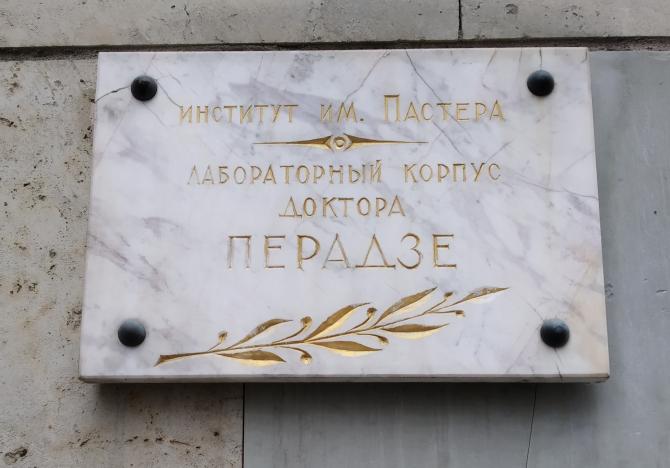 ИНСТИТУТ ИМ. ПАСТЕРА
ЛАБОРАТОРНЫЙ КОРПУС
ДОКТОРА
ПЕРАДЗЕ